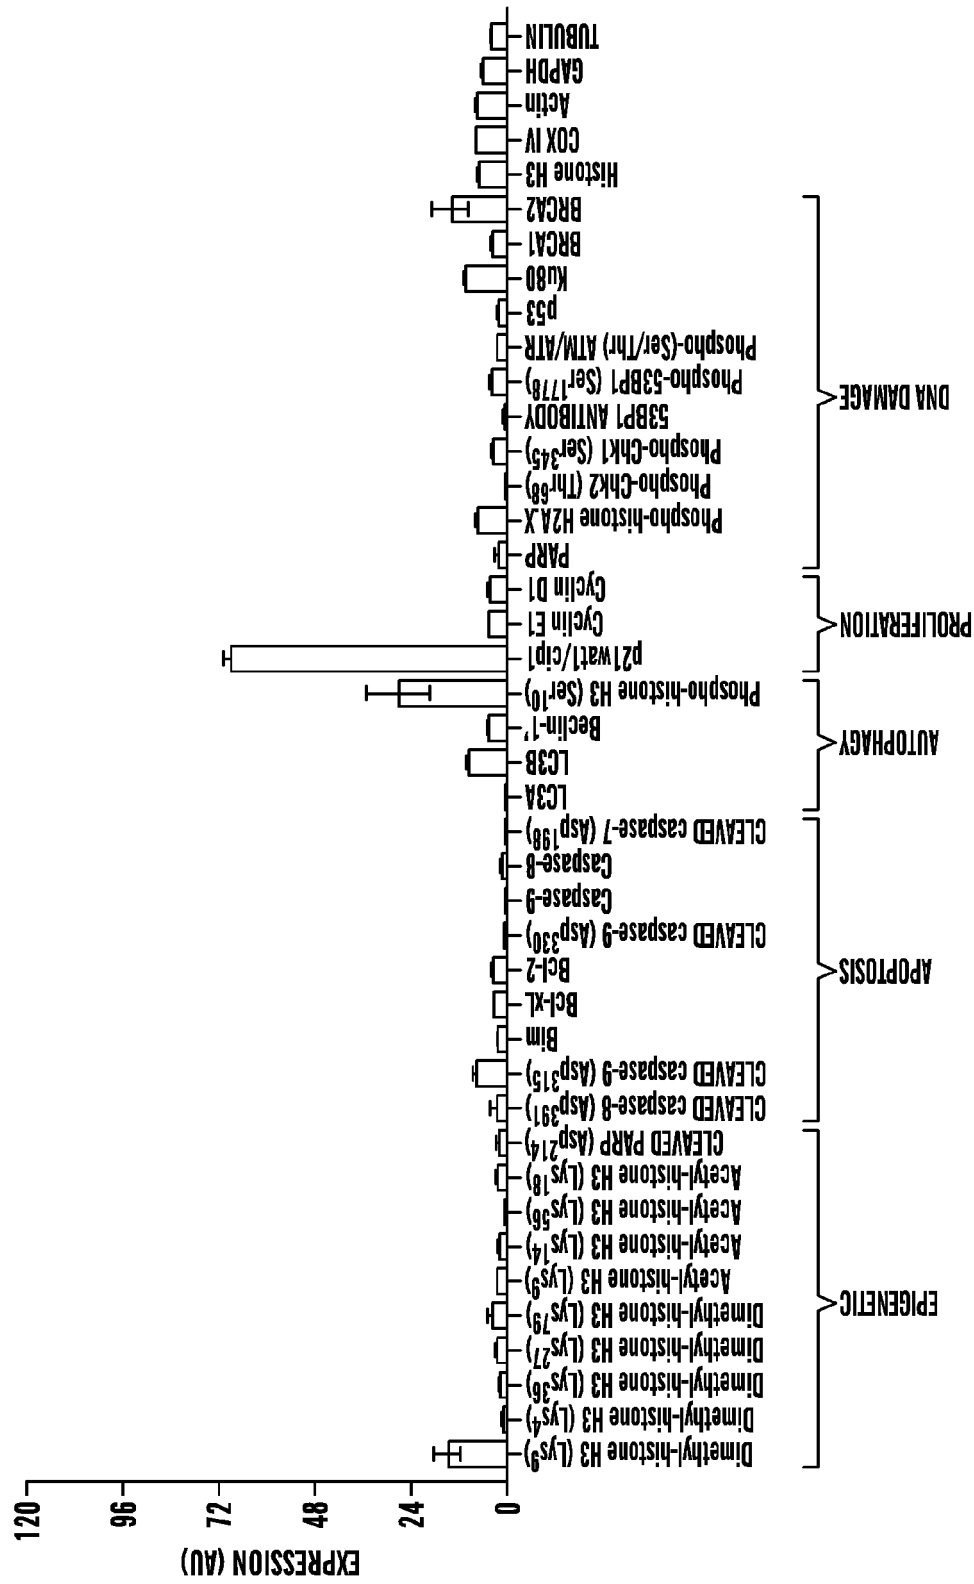 EXPRESSION (AU)
120
96
72
48
24
0
Dimethyl-histone H3 (Lys9)
Dimethyl-histone H3 (Lys4)
Dimethyl-histone H3 (Lys36)
Dimethyl-histone H3 (Lys27)
Dimethyl-histone H3 (Lys79)
Acetyl-histone H3 (Lys9)
Acetyl-histone H3 (Lys14)
Acetyl-histone H3 (Lys56)
Acetyl-histone H3 (Lys18)
CLEAVED PARP (Asp214)
CLEAVED caspase-8 (Asp391)
CLEAVED caspase-9 (Asp315)
Bim
Bcl-xL
Bcl-2
CLEAVED caspase-9 (Asp330)
Caspase-9
Caspase-8
CLEAVED caspase-7 (Asp198)
LC3A
LC3B
Beclin-1'
Phospho-histone H3 (Ser10)
p21wat1/cip1
Cyclin E1
Cyclin D1
PARP
Phospho-histone H2A.X
Phospho-Chk2 (Thr68)
Phospho-Chk1 (Ser345)
53BP1 ANTIBODY
Phospho-53BP1 (Ser1778)
Phospho-(Ser/Thr) ATM/ATR
p53
Ku80
BRCA1
BRCA2
Histone H3
COX IV
Actin
GAPDH
TUBULIN
EPIGENETIC
APOPTOSIS
AUTOPHAGY
PROLIFERATION
DNA DAMAGE